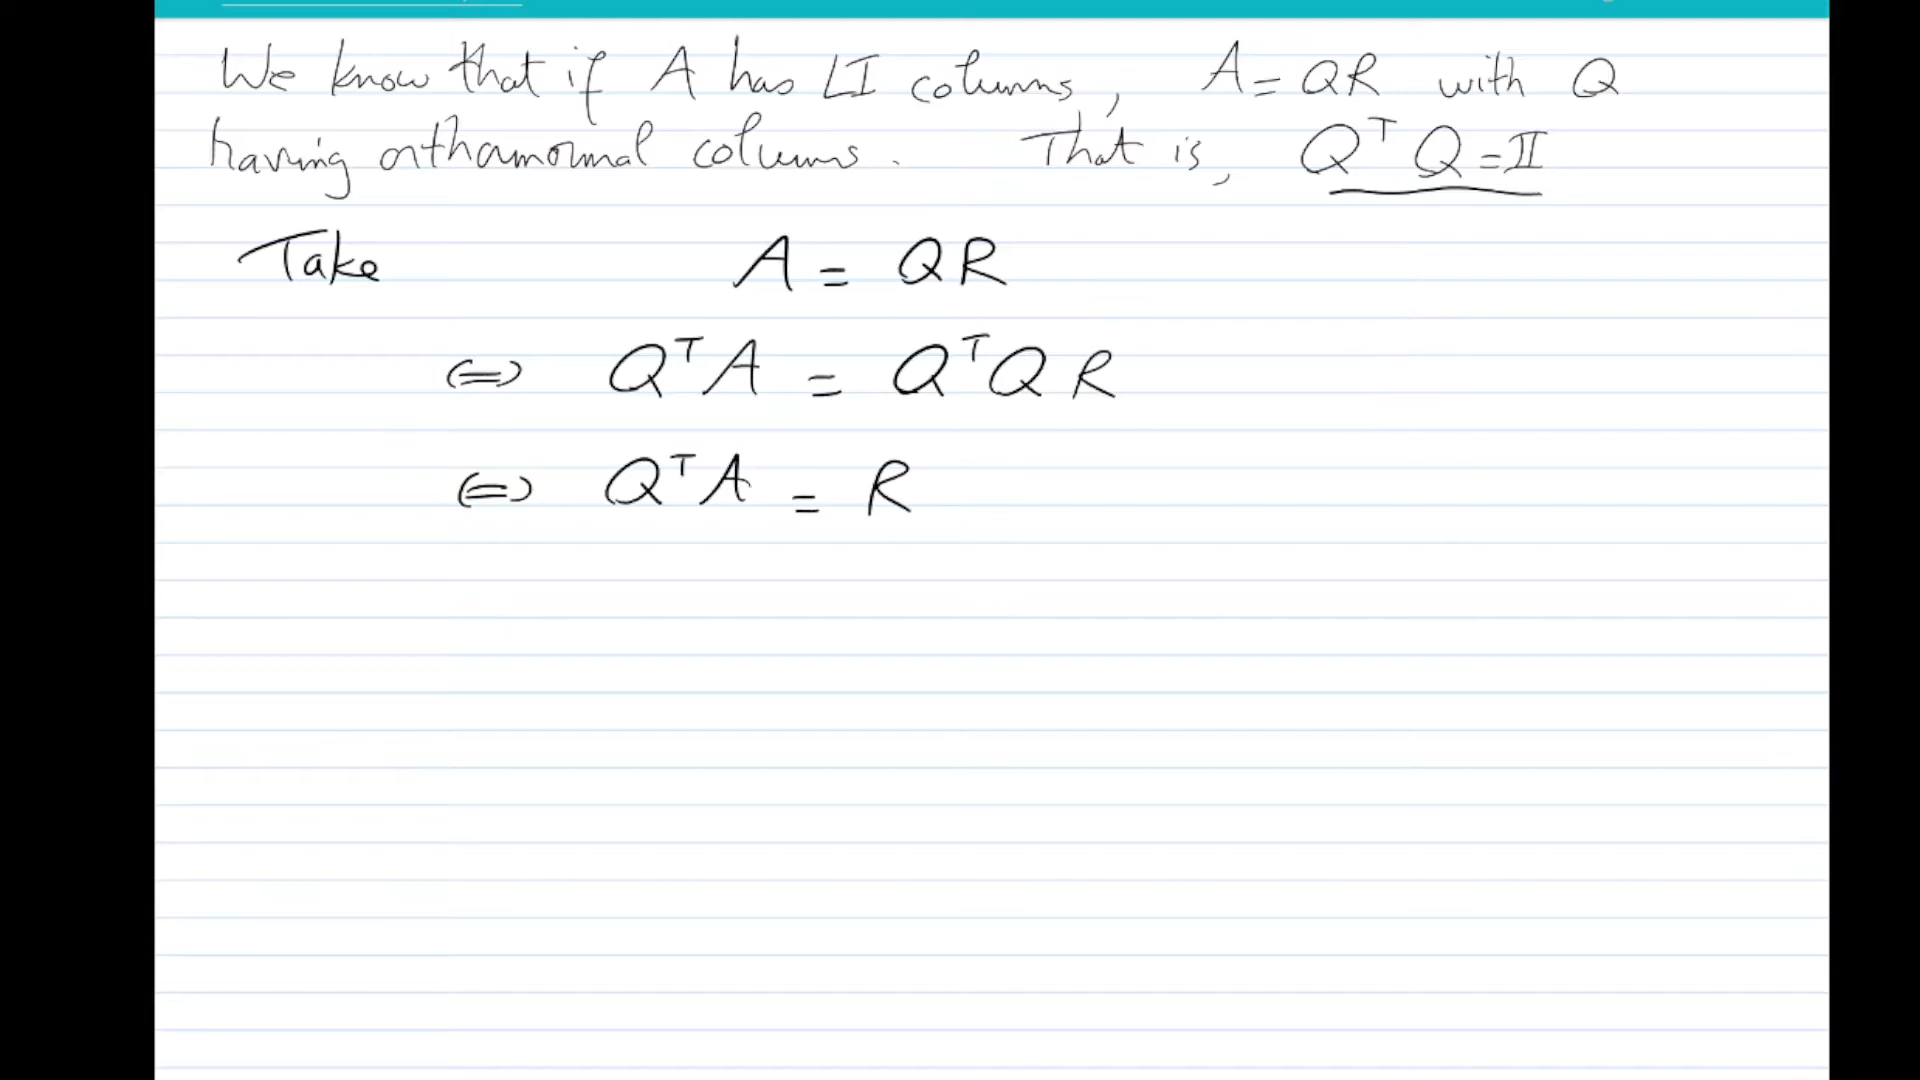 We know that if A has LI columns, A = QR with Q
having orthonormal columns. That is, Qᵀ Q = 𝕀
Take A = QR
⇔ QᵀA = QᵀQR
⇔ QᵀA = R